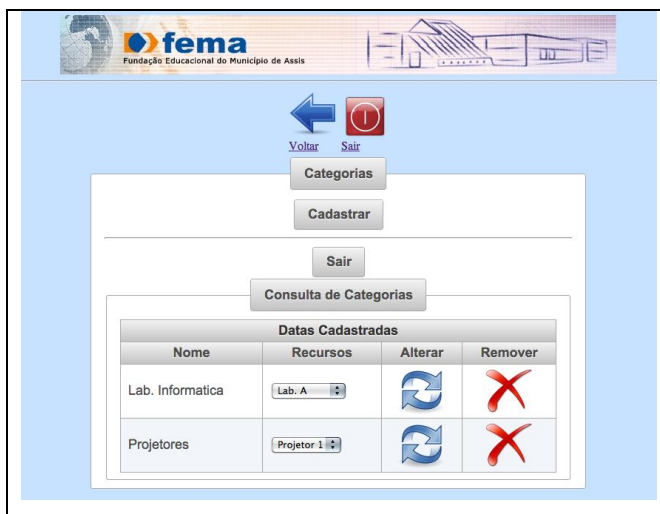 fema
Fundação Educacional do Município de Assis
Voltar Sair
Categorias
Cadastrar
Sair
Consulta de Categorias
Datas Cadastradas
Nome Recursos Alterar Remover
Lab. Informatica Lab. A
Projetores Projetor 1